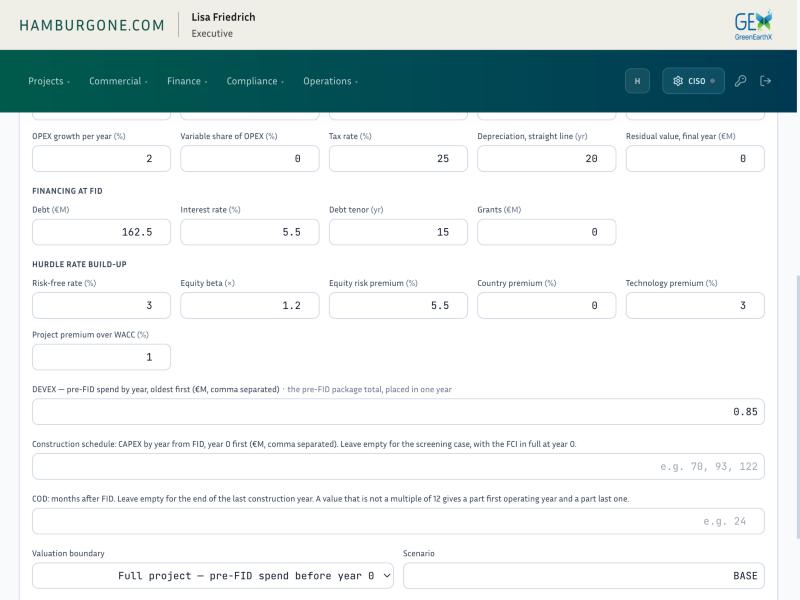 HAMBURGONE.COM
Lisa Friedrich
Executive
GEX
GreenEarthX
Projects
Commercial
Finance
Compliance
Operations
H
CISO
OPEX growth per year (%)
Variable share of OPEX (%)
Tax rate (%)
Depreciation, straight line (yr)
Residual value, final year (€M)
2
0
25
20
0
FINANCING AT FID
Debt (€M)
Interest rate (%)
Debt tenor (yr)
Grants (€M)
162.5
5.5
15
0
HURDLE RATE BUILD-UP
Risk-free rate (%)
Equity beta (×)
Equity risk premium (%)
Country premium (%)
Technology premium (%)
3
1.2
5.5
0
3
Project premium over WACC (%)
1
DEVEX — pre-FID spend by year, oldest first (€M, comma separated) · the pre-FID package total, placed in one year
0.85
Construction schedule: CAPEX by year from FID, year 0 first (€M, comma separated). Leave empty for the screening case, with the FCI in full at year 0.
e.g. 70, 93, 122
COD: months after FID. Leave empty for the end of the last construction year. A value that is not a multiple of 12 gives a part first operating year and a part last one.
e.g. 24
Valuation boundary
Scenario
Full project — pre-FID spend before year 0
BASE